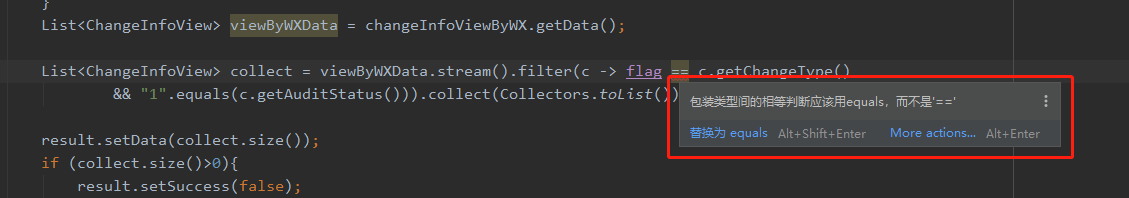 }
List<ChangeInfoView> viewByWXData = changeInfoViewByWX.getData();
List<ChangeInfoView> collect = viewByWXData.stream().filter(c -> flag == c.getChangeType()
&& "1".equals(c.getAuditStatus())).collect(Collectors.toList())
包装类型间的相等判断应该用equals，而不是'=='
替换为 equals Alt+Shift+Enter More actions... Alt+Enter
result.setData(collect.size());
if (collect.size()>0){
result.setSuccess(false);